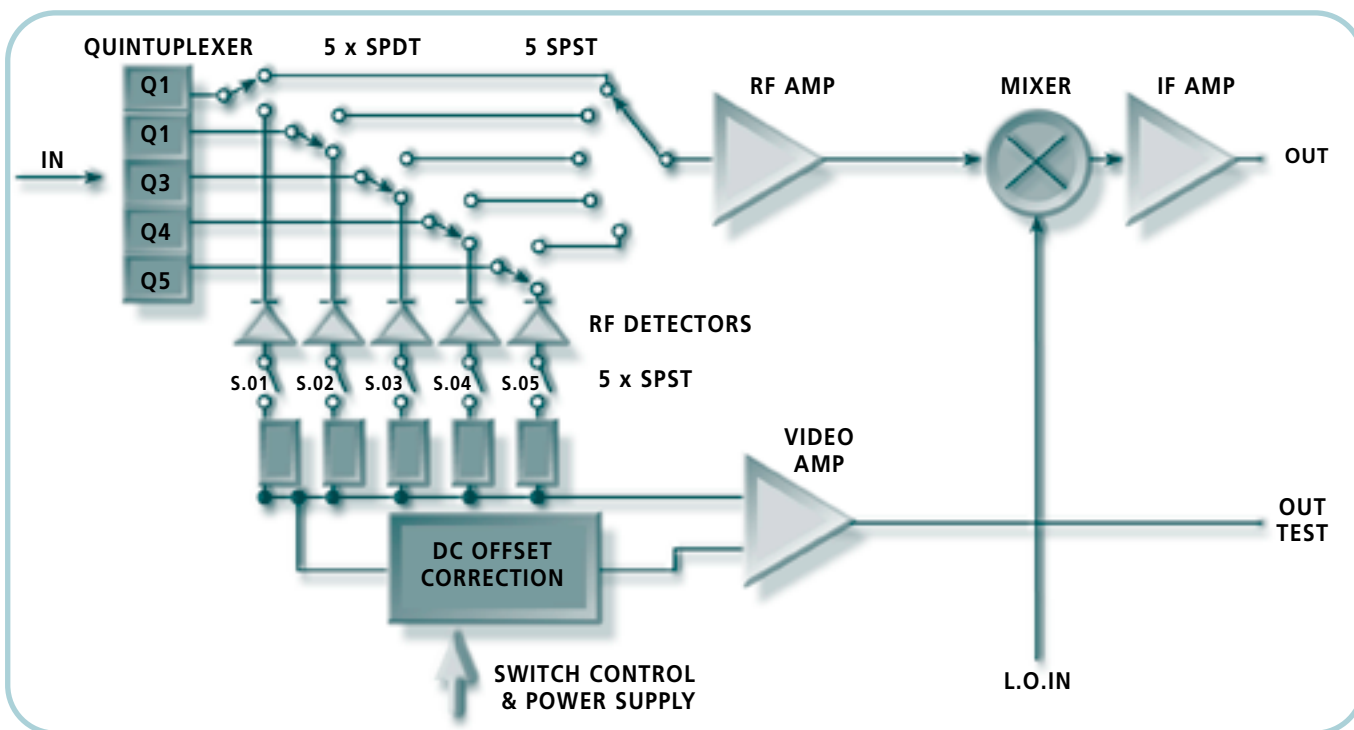 QUINTUPLEXER
5 x SPDT
5 SPST
Q1
Q1
Q3
Q4
Q5
IN
RF AMP
MIXER
IF AMP
OUT
RF DETECTORS
S.01
S.02
S.03
S.04
S.05
5 x SPST
VIDEO
AMP
DC OFFSET
CORRECTION
OUT
TEST
SWITCH CONTROL
& POWER SUPPLY
L.O.IN